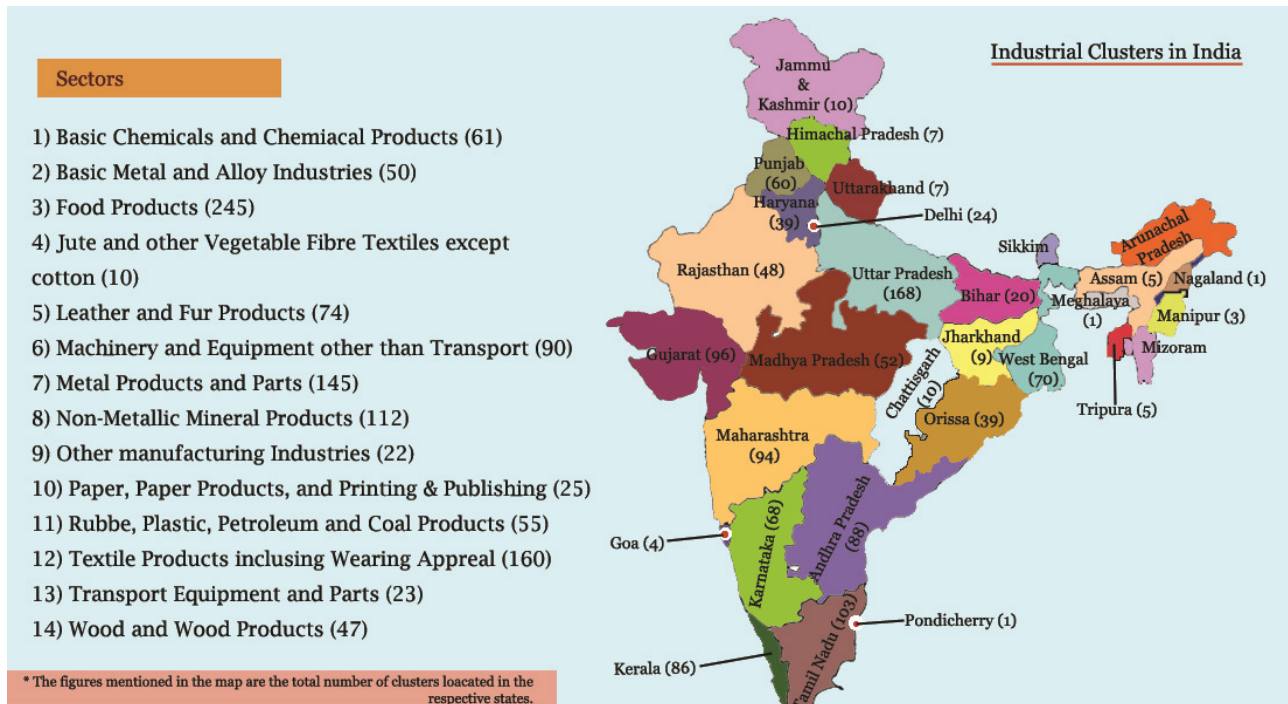 Industrial Clusters in India
Sectors
1) Basic Chemicals and Chemiacal Products (61)
2) Basic Metal and Alloy Industries (50)
3) Food Products (245)
4) Jute and other Vegetable Fibre Textiles except
cotton (10)
5) Leather and Fur Products (74)
6) Machinery and Equipment other than Transport (90)
7) Metal Products and Parts (145)
8) Non-Metallic Mineral Products (112)
9) Other manufacturing Industries (22)
10) Paper, Paper Products, and Printing & Publishing (25)
11) Rubbe, Plastic, Petroleum and Coal Products (55)
12) Textile Products inclusing Wearing Appreal (160)
13) Transport Equipment and Parts (23)
14) Wood and Wood Products (47)
* The figures mentioned in the map are the total number of clusters loacated in the
respective states.
Jammu
&
Kashmir (10)
Himachal Pradesh (7)
Punjab
(60)
Uttarakhand (7)
Haryana
(39)
Delhi (24)
Rajasthan (48)
Uttar Pradesh
(168)
Bihar (20)
Sikkim
Arunachal
Pradesh
Assam (5)
Nagaland (1)
Meghalaya
(1)
Manipur (3)
Mizoram
Tripura (5)
Gujarat (96)
Madhya Pradesh (52)
Jharkhand
(9)
West Bengal
(70)
Chattisgarh
(10)
Orissa (39)
Maharashtra
(94)
Goa (4)
Karnataka (68)
Andhra Pradesh
(88)
Pondicherry (1)
Kerala (86)
Tamil Nadu (103)